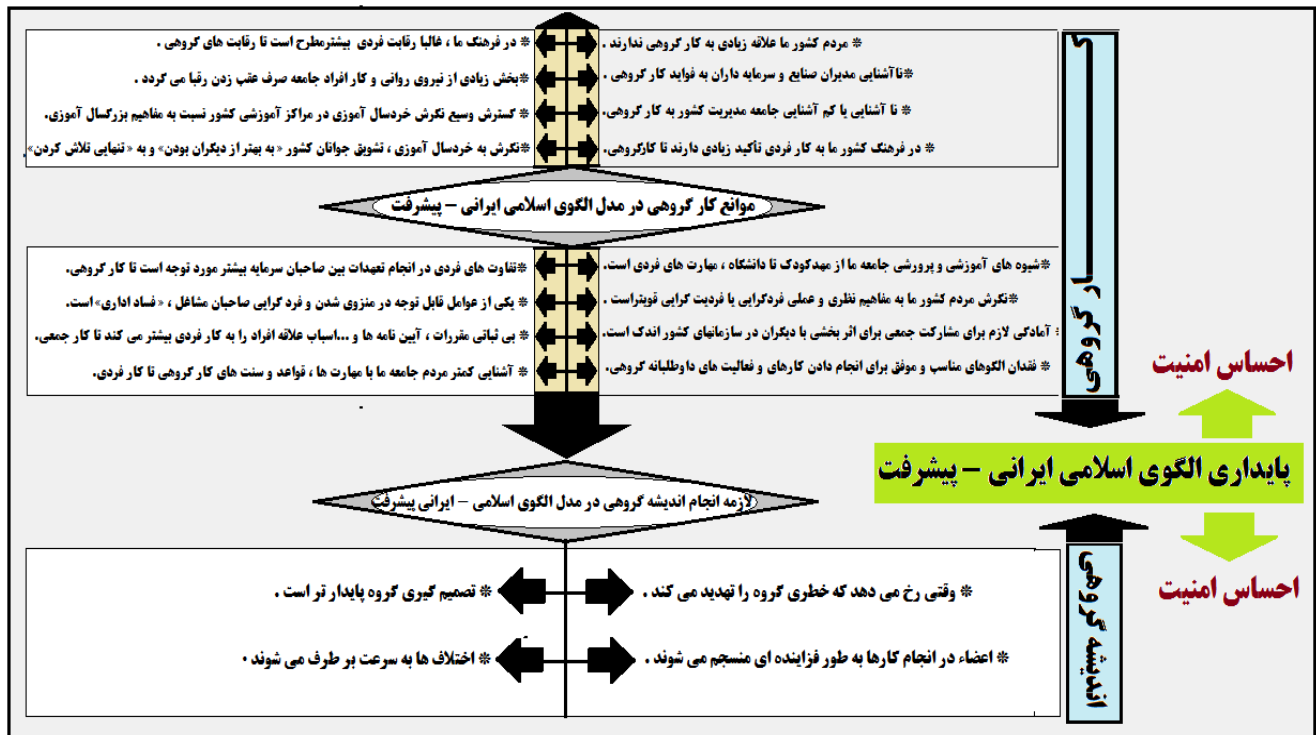 * مردم کشور ما علاقه زیادی به کار گروهی ندارند .
* در فرهنگ ما ، غالبا رقابت فردی بیشترمطرح است تا رقابت های گروهی .
*ناآشنایی مدیران صنایع و سرمایه داران به فواید کار گروهی .
*بخش زیادی از نیروی روانی و کار افراد جامعه صرف عقب زدن رقبا می گردد .
* نا آشنایی یا کم آشنایی جامعه مدیریت کشور به کار گروهی.
* گسترش وسیع نگرش خردسال آموزی در مراکز آموزشی کشور نسبت به مفاهیم بزرگسال آموزی.
* در فرهنگ کشور ما به کار فردی تأکید زیادی دارند تا کارگروهی.
*نگرش به خردسال آموزی ، تشویق جوانان کشور «به بهتر از دیگران بودن» و به «تنهایی تلاش کردن».
موانع کار گروهی در مدل الگوی اسلامی ایرانی – پیشرفت
*شیوه های آموزشی و پرورشی جامعه ما از مهدکودک تا دانشگاه ، مهارت های فردی است.
*تفاوت های فردی در انجام تعهدات بین صاحبان سرمایه بیشتر مورد توجه است تا کار گروهی.
*نگرش مردم کشور ما به مفاهیم نظری و عملی فردگرایی یا فردیت گرایی قویتراست .
* یکی از عوامل قابل توجه در منزوی شدن و فرد گرایی صاحبان مشاغل ، «فساد اداری» است.
* آمادگی لازم برای مشارکت جمعی برای اثر بخشی با دیگران در سازمانهای کشور اندک است.
* بی ثباتی مقررات ، آیین نامه ها و ...اسباب علاقه افراد را به کار فردی بیشتر می کند تا کار جمعی.
* فقدان الگوهای مناسب و موفق برای انجام دادن کارهای و فعالیت های داوطلبانه گروهی.
* آشنایی کمتر مردم جامعه ما با مهارت ها ، قواعد و سنت های کار گروهی تا کار فردی.
کار گروهی
احساس امنیت
پایداری الگوی اسلامی ایرانی – پیشرفت
احساس امنیت
لازمه انجام اندیشه گروهی در مدل الگوی اسلامی – ایرانی پیشرفت
اندیشه گروهی
* وقتی رخ می دهد که خطری گروه را تهدید می کند .
* تصمیم گیری گروه پایدار تر است .
* اعضاء در انجام کارها به طور فزاینده ای منسجم می شوند .
* اختلاف ها به سرعت بر طرف می شوند .